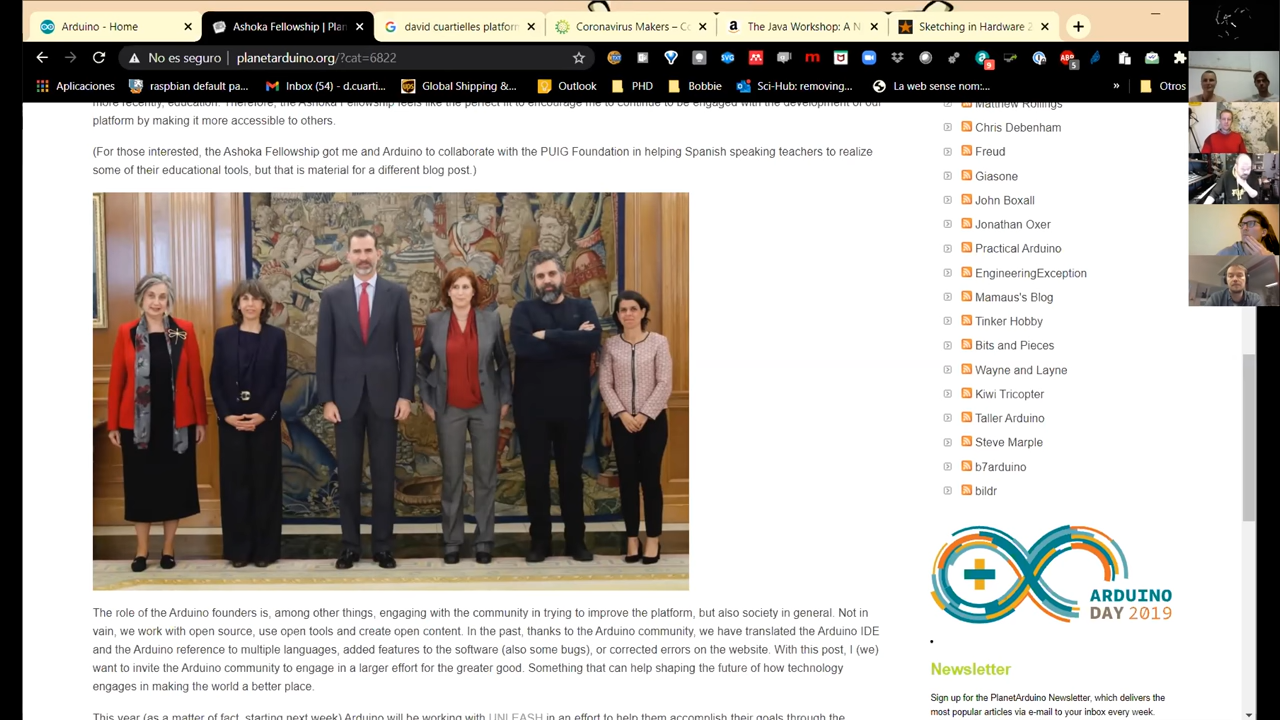 Arduino - Home
Ashoka Fellowship | Plan
david cuartielles platform
Coronavirus Makers – Co
The Java Workshop: A N
Sketching in Hardware 2
No es seguro
planetarduino.org/?cat=6822
Aplicaciones
raspbian default pa...
Inbox (54) - d.cuarti...
Global Shipping &...
Outlook
PHD
Bobbie
Sci-Hub: removing...
La web sense nom:...
»
Otros
more recently, education. Therefore, the Ashoka Fellowship feels like the perfect fit to encourage me to continue to be engaged with the development of our
platform by making it more accessible to others.
(For those interested, the Ashoka Fellowship got me and Arduino to collaborate with the PUIG Foundation in helping Spanish speaking teachers to realize
some of their educational tools, but that is material for a different blog post.)
The role of the Arduino founders is, among other things, engaging with the community in trying to improve the platform, but also society in general. Not in
vain, we work with open source, use open tools and create open content. In the past, thanks to the Arduino community, we have translated the Arduino IDE
and the Arduino reference to multiple languages, added features to the software (also some bugs), or corrected errors on the website. With this post, I (we)
want to invite the Arduino community to engage in a larger effort for the greater good. Something that can help shaping the future of how technology
engages in making the world a better place.
This year (as a matter of fact, starting next week) Arduino will be working with UNLEASH in an effort to help them accomplish their goals through the
Matthew Rollings
Chris Debenham
Freud
Giasone
John Boxall
Jonathan Oxer
Practical Arduino
EngineeringException
Mamaus's Blog
Tinker Hobby
Bits and Pieces
Wayne and Layne
Kiwi Tricopter
Taller Arduino
Steve Marple
b7arduino
bildr
ARDUINO
DAY 2019
Newsletter
Sign up for the PlanetArduino Newsletter, which delivers the
most popular articles via e-mail to your inbox every week.